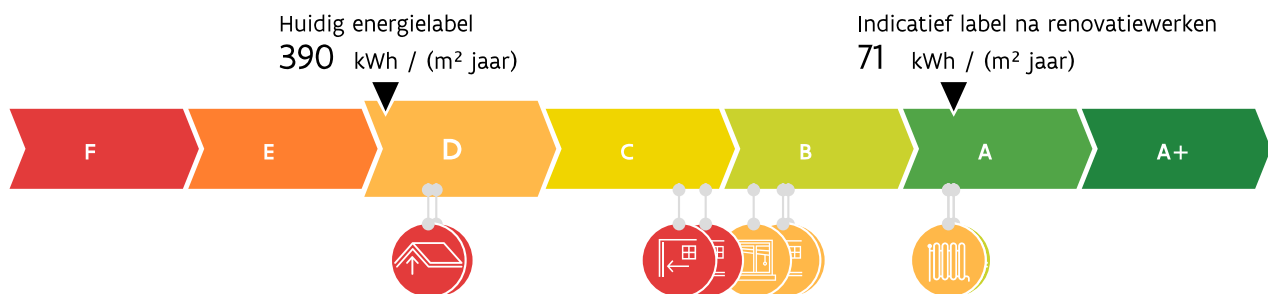 Huidig energielabel
390 kWh / (m² jaar)
Indicatief label na renovatiewerken
71 kWh / (m² jaar)
F
E
D
C
B
A
A+